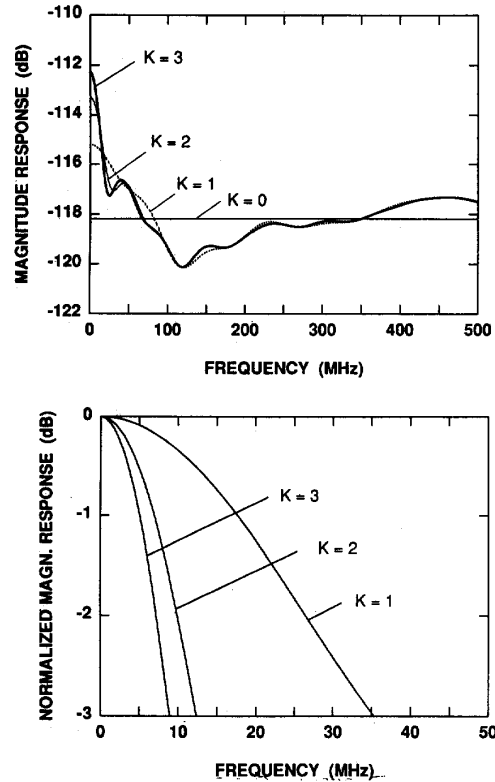 -110
-112
-114
-116
-118
-120
-122
MAGNITUDE RESPONSE (dB)
K = 3
K = 2
K = 1
K = 0
0 100 200 300 400 500
FREQUENCY (MHz)
0
-1
-2
-3
NORMALIZED MAGN. RESPONSE (dB)
K = 3
K = 2
K = 1
0 10 20 30 40 50
FREQUENCY (MHz)